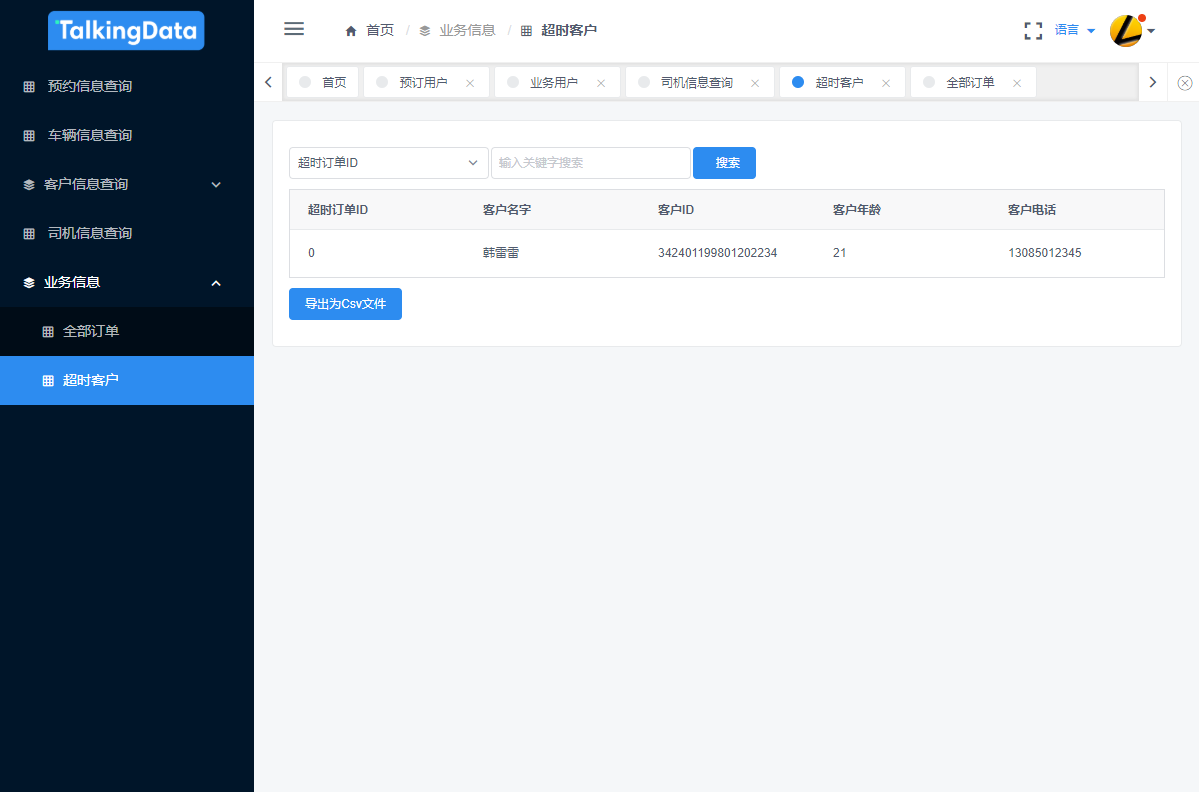 TalkingData
预约信息查询
车辆信息查询
客户信息查询
司机信息查询
业务信息
全部订单
超时客户
首页 / 业务信息 / 超时客户
语言
首页 预订用户 业务用户 司机信息查询 超时客户 全部订单
超时订单ID 输入关键字搜索 搜索
超时订单ID 客户名字 客户ID 客户年龄 客户电话
0 韩雷雷 342401199801202234 21 13085012345
导出为Csv文件